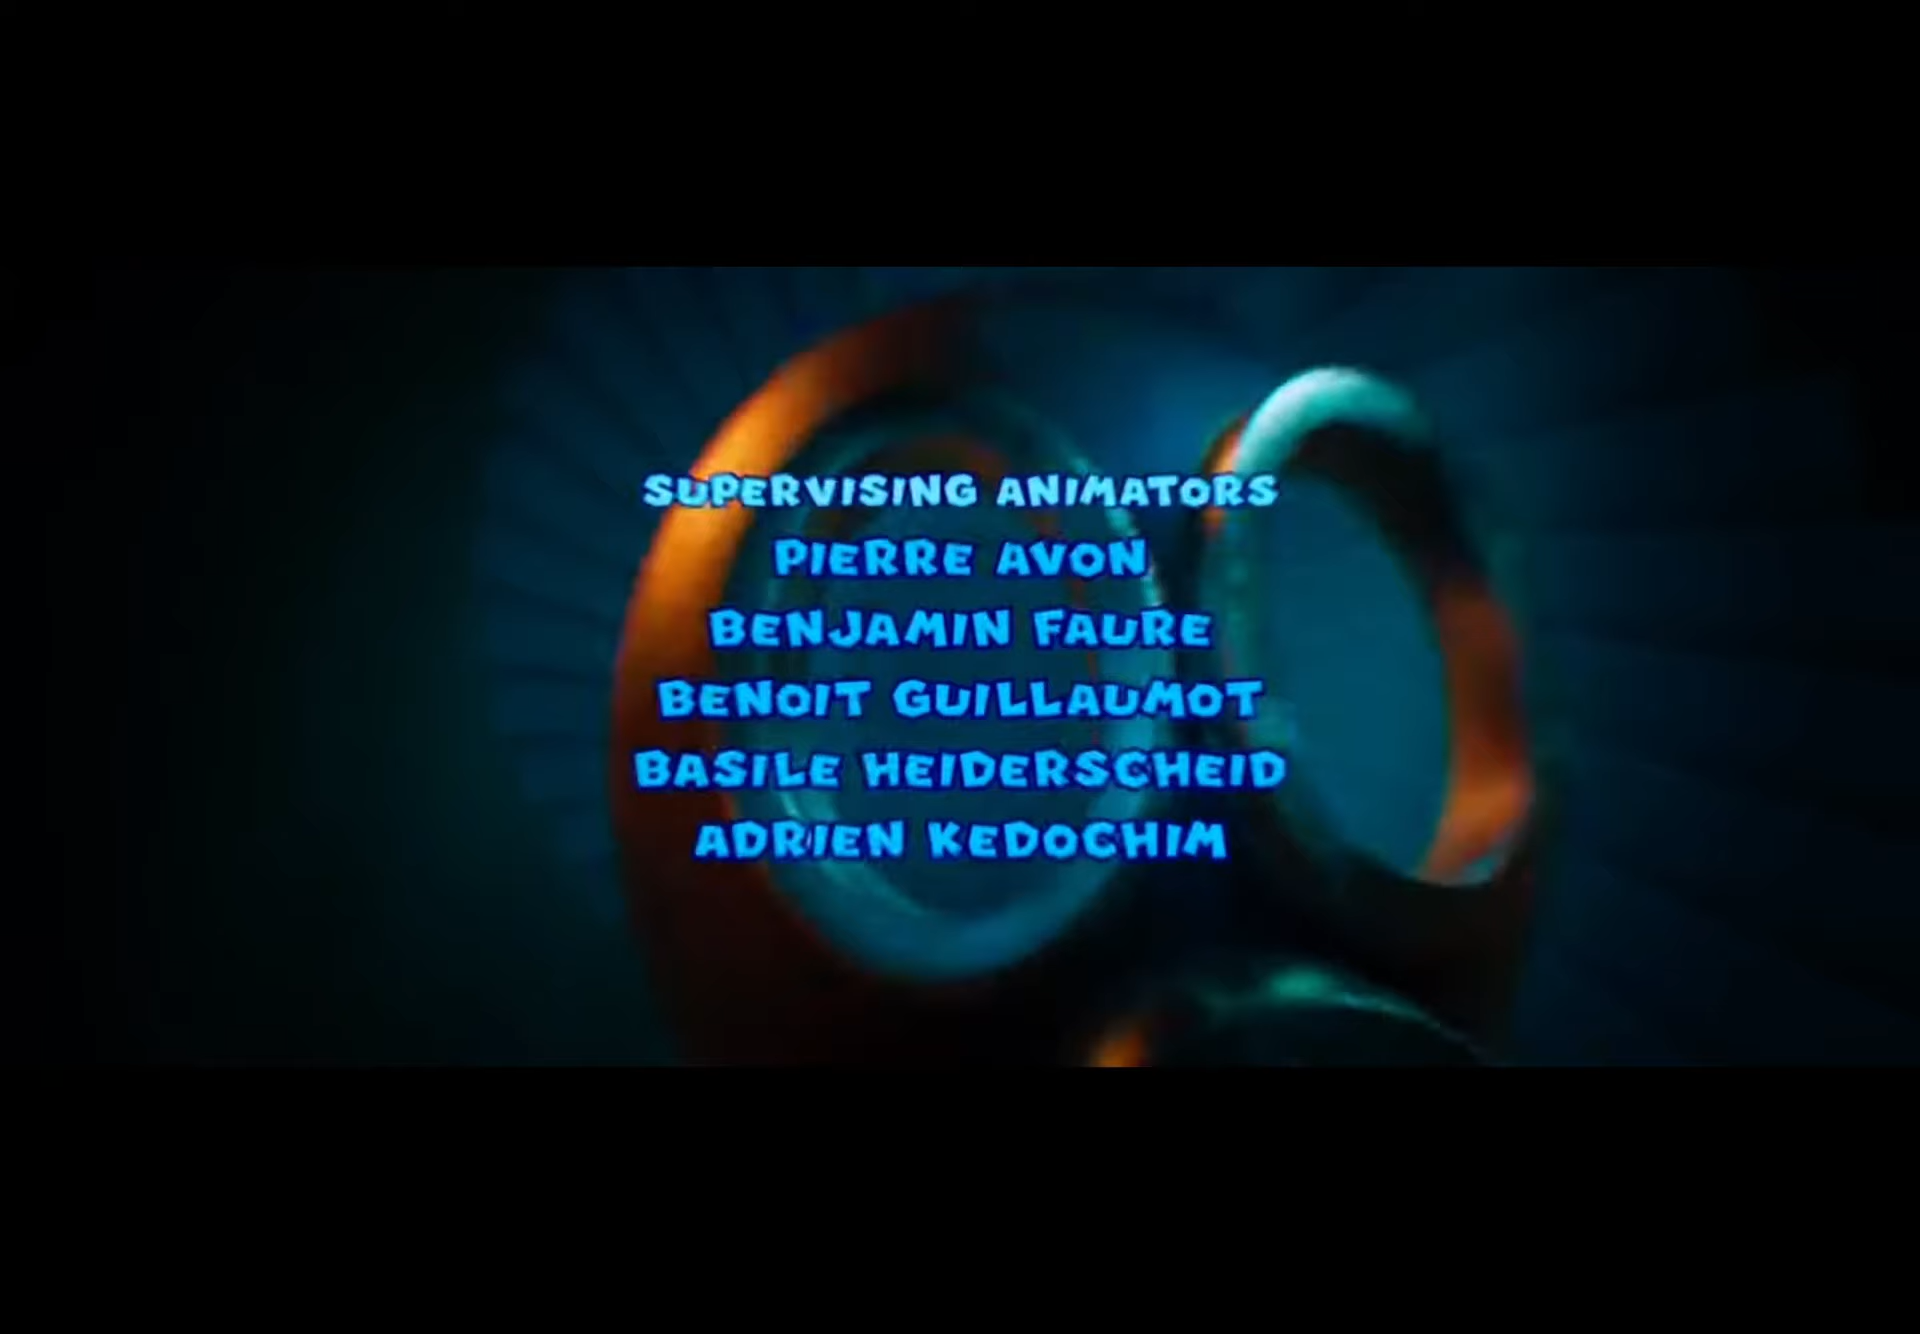 SUPERVISING ANIMATORS
PIERRE AVON
BENJAMIN FAURE
BENOIT GUILLAUMOT
BASILE HEIDERSCHEID
ADRIEN KEDOCHIM